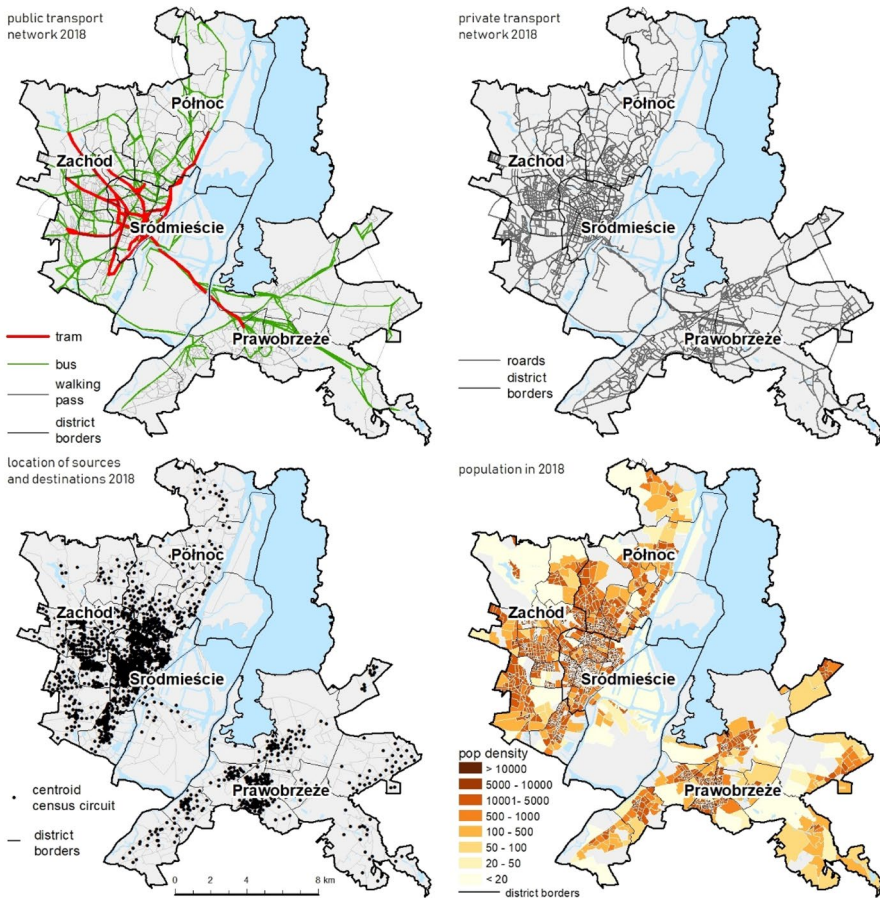 public transport
network 2018
Północ
Zachód
Śródmieście
Prawobrzeże
tram
bus
walking
pass
district
borders
private transport
network 2018
Północ
Zachód
Śródmieście
Prawobrzeże
roards
district
borders
location of sources
and destinations 2018
Północ
Zachód
Śródmieście
Prawobrzeże
centroid
census circuit
district
borders
0 2 4 8 km
population in 2018
Północ
Zachód
Śródmieście
Prawobrzeże
pop density
> 10000
5000 - 10000
10001- 5000
500 - 1000
100 - 500
50 - 100
20 - 50
< 20
district borders